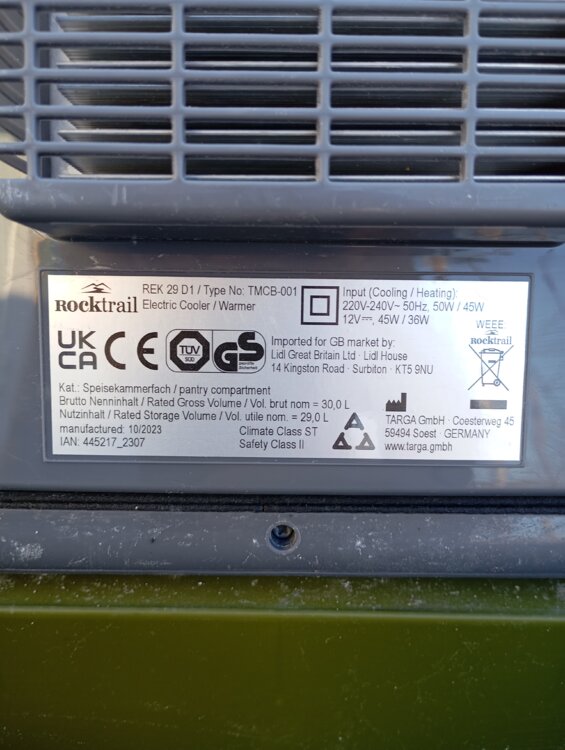 Rocktrail
REK 29 D1 / Type No: TMCB-001
Electric Cooler / Warmer
Input (Cooling / Heating):
220V-240V~ 50Hz, 50W / 45W
12V⎓, 45W / 36W
WEEE:
Rocktrail
UK
CA
CE
TÜV
SÜD
GS
Imported for GB market by:
Lidl Great Britain Ltd · Lidl House
14 Kingston Road · Surbiton · KT5 9NU
Kat.: Speisekammerfach / pantry compartment
Brutto Nenninhalt / Rated Gross Volume / Vol. brut nom = 30,0 L
Nutzinhalt / Rated Storage Volume / Vol. utile nom. = 29,0 L
manufactured: 10/2023
IAN: 445217_2307
Climate Class ST
Safety Class II
TARGA GmbH · Coesterweg 45
59494 Soest · GERMANY
www.targa.gmbh